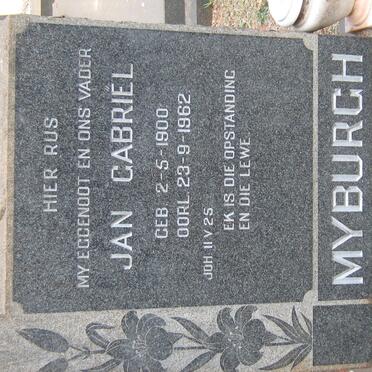 HIER RUS
MY EGGENOOT EN ONS VADER
JAN GABRIËL
GEB. 2-5-1900
OORL. 23-9-1962
JOH. 11 V 25
EK IS DIE OPSTANDING
EN DIE LEWE.
MYBURGH